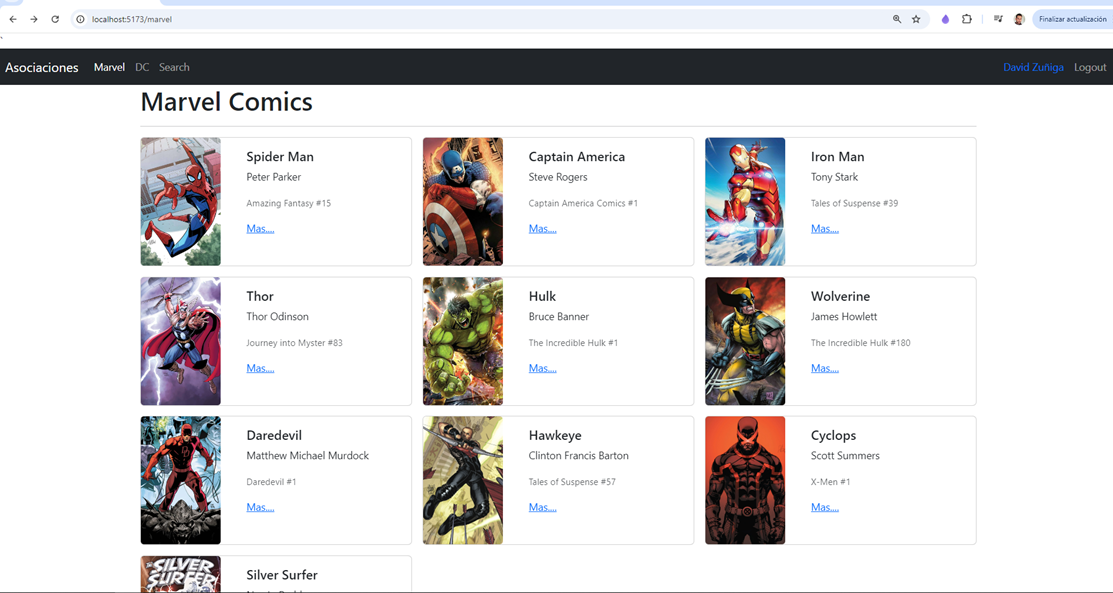 localhost:5173/marvel
Finalizar actualización
`
Asociaciones Marvel DC Search David Zuñiga Logout
Marvel Comics
Spider Man
Peter Parker
Amazing Fantasy #15
Mas....
Captain America
Steve Rogers
Captain America Comics #1
Mas....
Iron Man
Tony Stark
Tales of Suspense #39
Mas....
Thor
Thor Odinson
Journey into Myster #83
Mas....
Hulk
Bruce Banner
The Incredible Hulk #1
Mas....
Wolverine
James Howlett
The Incredible Hulk #180
Mas....
Daredevil
Matthew Michael Murdock
Daredevil #1
Mas....
Hawkeye
Clinton Francis Barton
Tales of Suspense #57
Mas....
Cyclops
Scott Summers
X-Men #1
Mas....
SILVER
SURFER
Silver Surfer